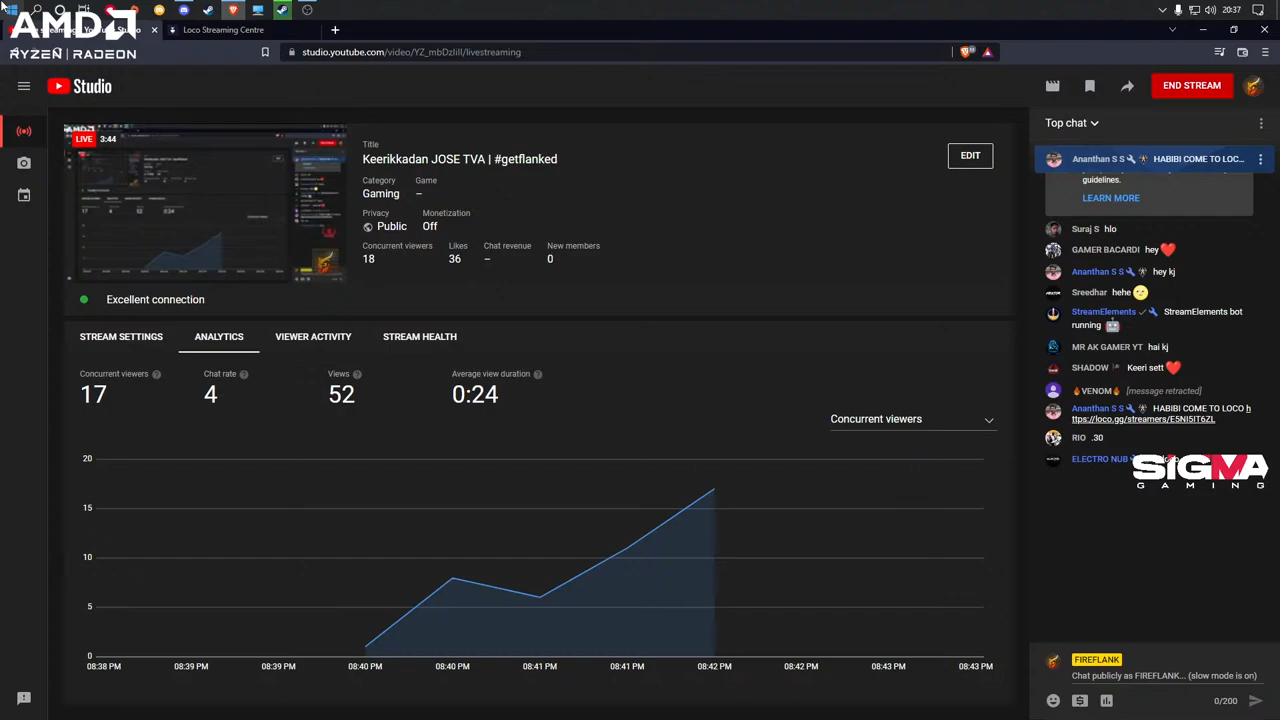 AMD
RYZEN | RADEON
Loco Streaming Centre
20:37
studio.youtube.com/video/YZ_mbDzIiII/livestreaming
Studio
END STREAM
LIVE 3:44
Title
Keerikkadan JOSE TVA | #getflanked
EDIT
Category Game
Gaming –
Privacy Monetization
Public Off
Concurrent viewers Likes Chat revenue New members
18 36 – 0
Excellent connection
STREAM SETTINGS ANALYTICS VIEWER ACTIVITY STREAM HEALTH
Concurrent viewers Chat rate Views Average view duration
17 4 52 0:24
Concurrent viewers
20
15
10
5
0
08:38 PM 08:39 PM 08:39 PM 08:40 PM 08:40 PM 08:41 PM 08:41 PM 08:42 PM 08:42 PM 08:43 PM 08:43 PM
Top chat
Ananthan S S HABIBI COME TO LOC...
guidelines.
LEARN MORE
Suraj S hlo
GAMER BACARDI hey
Ananthan S S hey kj
Sreedhar hehe
StreamElements StreamElements bot
running
MR AK GAMER YT hai kj
SHADOW Keeri sett
VENOM [message retracted]
Ananthan S S HABIBI COME TO LOCO h
ttps://loco.gg/streamers/E5NI5IT6ZL
RIO .30
ELECTRO NUB
SIGMA
GAMING
FIREFLANK
Chat publicly as FIREFLANK... (slow mode is on)
0/200